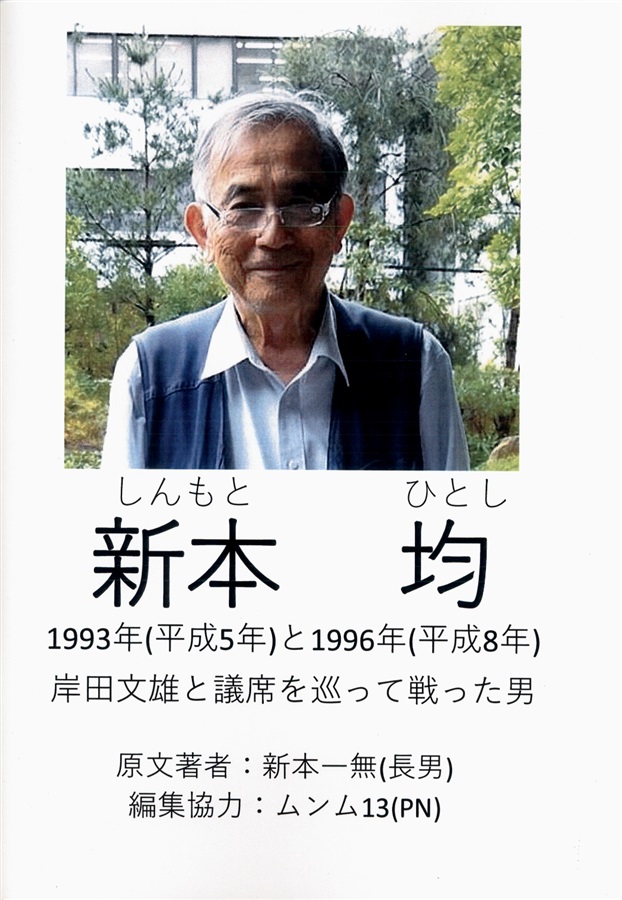 しんもと ひとし
新本 均
1993年(平成5年)と1996年(平成8年)
岸田文雄と議席を巡って戦った男
原文著者：新本一無(長男)
編集協力：ムンム13(PN)